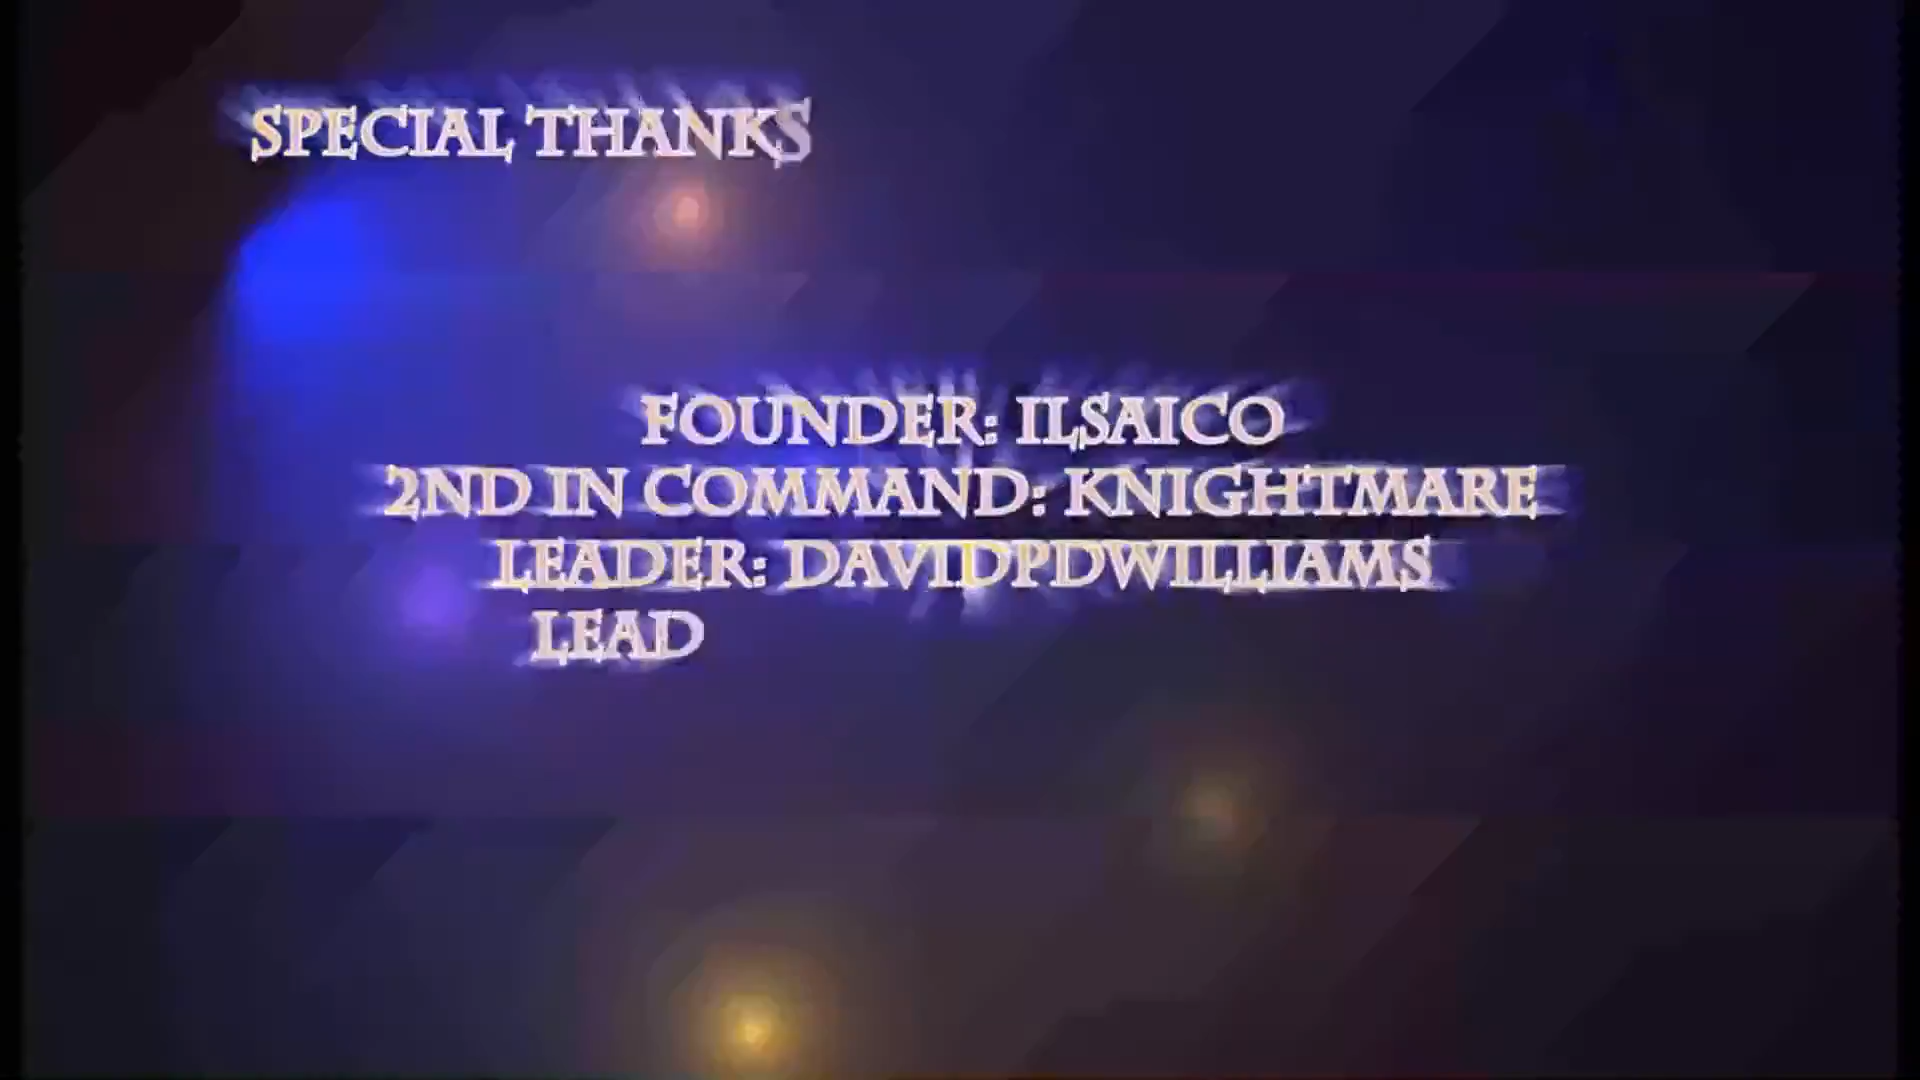 SPECIAL THANKS
FOUNDER: ILSAICO
2ND IN COMMAND: KNIGHTMARE
LEADER: DAVIDPDWILLIAMS
LEAD